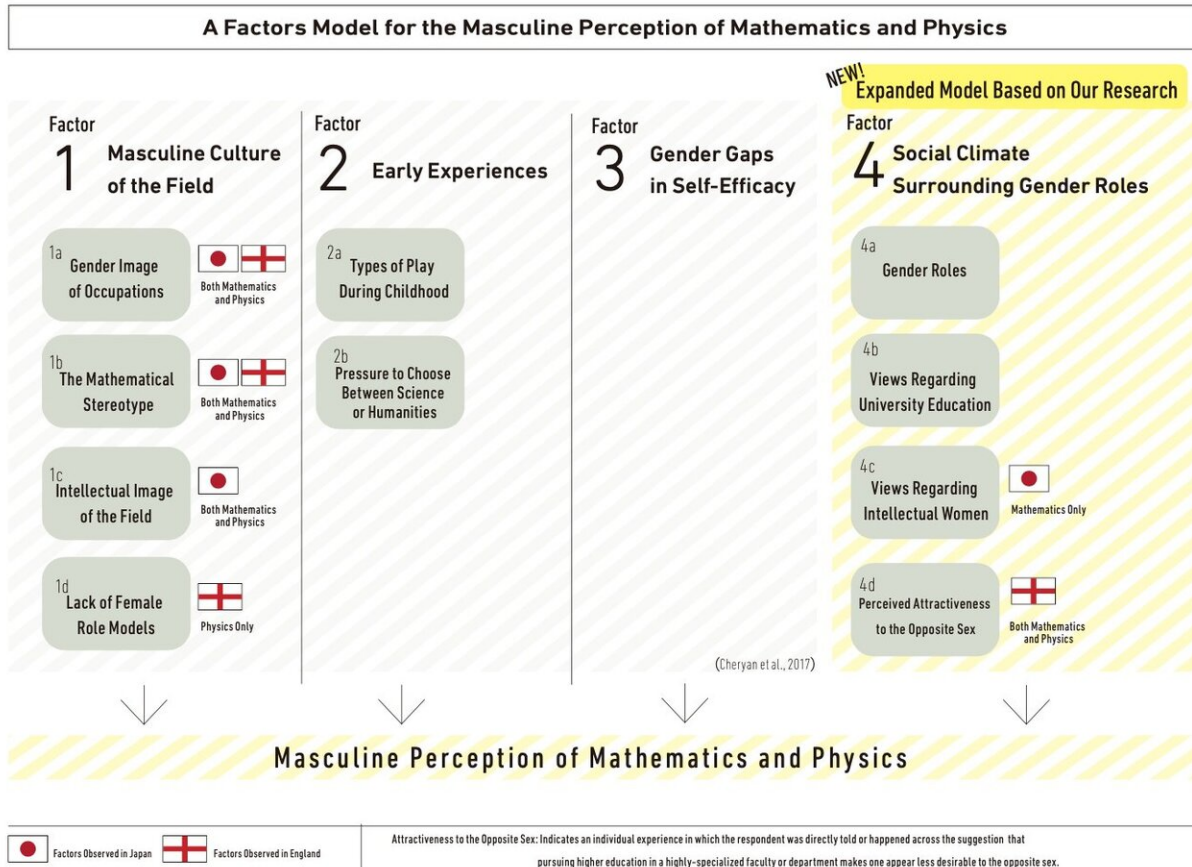 A Factors Model for the Masculine Perception of Mathematics and Physics
NEW!
Expanded Model Based on Our Research
Factor
1
Masculine Culture
of the Field
1a
Gender Image
of Occupations
Both Mathematics
and Physics
1b
The Mathematical
Stereotype
Both Mathematics
and Physics
1c
Intellectual Image
of the Field
Both Mathematics
and Physics
1d
Lack of Female
Role Models
Physics Only
Factor
2
Early Experiences
2a
Types of Play
During Childhood
2b
Pressure to Choose
Between Science
or Humanities
Factor
3
Gender Gaps
in Self-Efficacy
(Cheryan et al., 2017)
Factor
4
Social Climate
Surrounding Gender Roles
4a
Gender Roles
4b
Views Regarding
University Education
4c
Views Regarding
Intellectual Women
Mathematics Only
4d
Perceived Attractiveness
to the Opposite Sex
Both Mathematics
and Physics
Masculine Perception of Mathematics and Physics
Factors Observed in Japan
Factors Observed in England
Attractiveness to the Opposite Sex: Indicates an individual experience in which the respondent was directly told or happened across the suggestion that
pursuing higher education in a highly-specialized faculty or department makes one appear less desirable to the opposite sex.